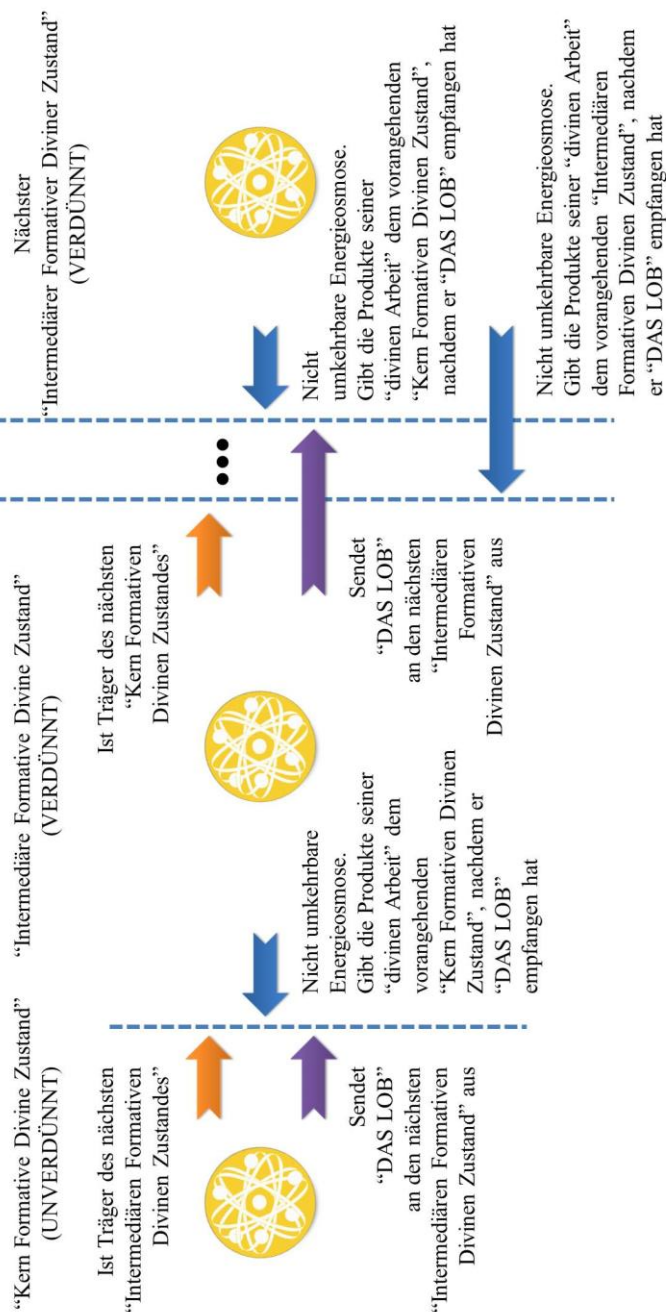 “Kern Formative Divine Zustand”
(UNVERDÜNNT)
Ist Träger des nächsten
“Intermediären Formativen
Divinen Zustandes”
Sendet
“DAS LOB”
an den nächsten
“Intermediären Formativen
Divinen Zustand” aus
“Intermediäre Formative Divine Zustand”
(VERDÜNNT)
Nicht umkehrbare
Energieosmose.
Gibt die Produkte seiner
“divinen Arbeit” dem
vorangehenden
“Kern Formativen Divinen
Zustand”, nachdem er
“DAS LOB”
empfangen hat
Ist Träger des nächsten
“Kern Formativen
Divinen Zustandes”
Sendet
“DAS LOB”
an den nächsten
“Intermediären
Formativen
Divinen Zustand” aus
Nächster
“Intermediärer Formativer Diviner Zustand”
(VERDÜNNT)
Nicht
umkehrbare Energieosmose.
Gibt die Produkte seiner
“divinen Arbeit” dem vorangehenden
“Kern Formativen Divinen Zustand”,
nachdem er “DAS LOB” empfangen hat
Nicht umkehrbare Energieosmose.
Gibt die Produkte seiner “divinen Arbeit”
dem vorangehenden “Intermediären
Formativen Divinen Zustand”, nachdem
er “DAS LOB” empfangen hat